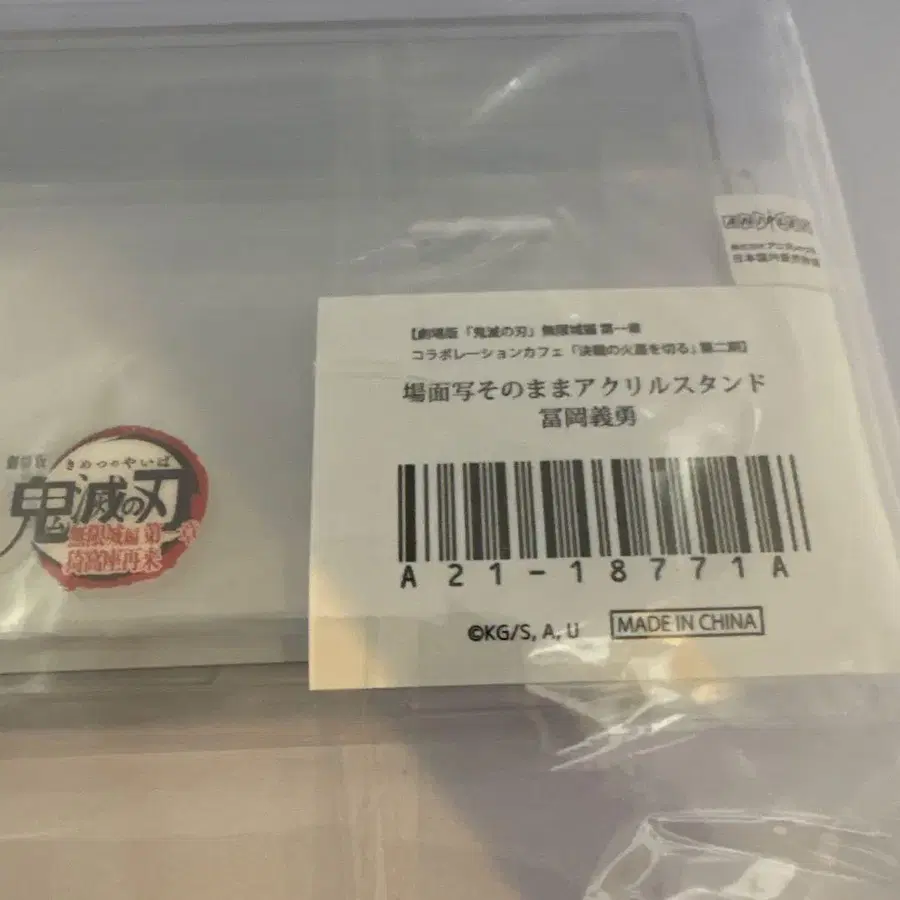 【劇場版「鬼滅の刃」無限城編 第一章
コラボレーションカフェ「決戦の火蓋を切る」第二期】
場面写そのままアクリルスタンド
冨岡義勇
A21-18771A
©KG/S, A, U
MADE IN CHINA
劇場版
きめつのやいば
鬼滅の刃
無限城編 第一章
猗窩座再来